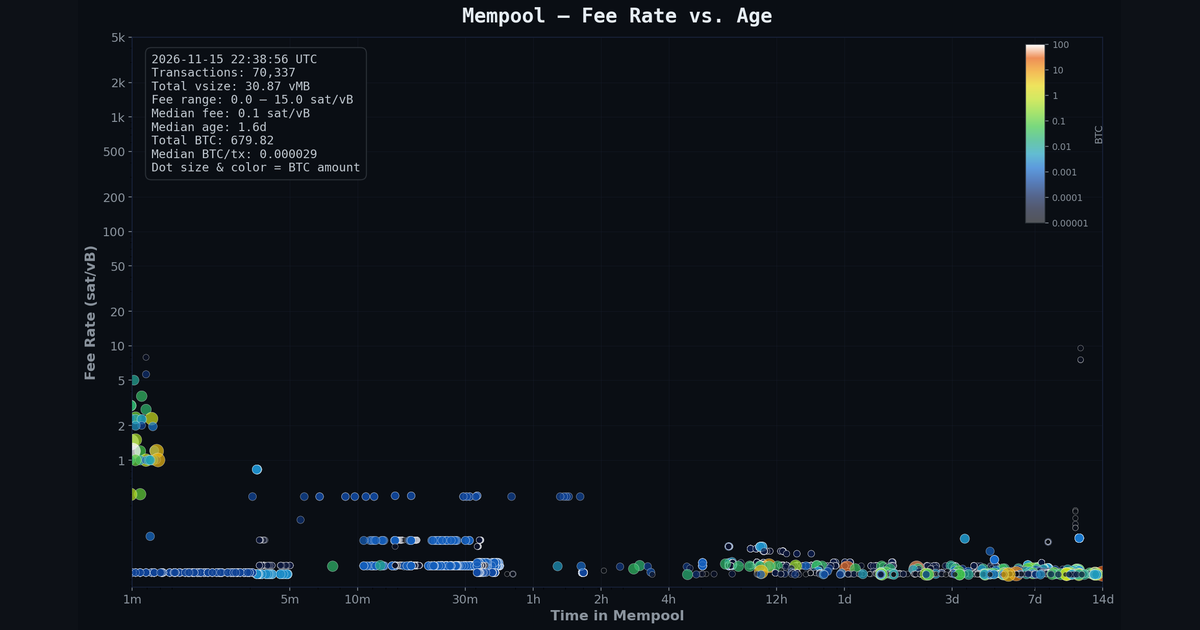 Mempool — Fee Rate vs. Age
2026-11-15 22:38:56 UTC
Transactions: 70,337
Total vsize: 30.87 vMB
Fee range: 0.0 — 15.0 sat/vB
Median fee: 0.1 sat/vB
Median age: 1.6d
Total BTC: 679.82
Median BTC/tx: 0.000029
Dot size & color = BTC amount
100
10
1
0.1
0.01
0.001
0.0001
0.00001
BTC
Fee Rate (sat/vB)
5k
2k
1k
500
200
100
50
20
10
5
2
1
1m
5m
10m
30m
1h
2h
4h
12h
1d
3d
7d
14d
Time in Mempool